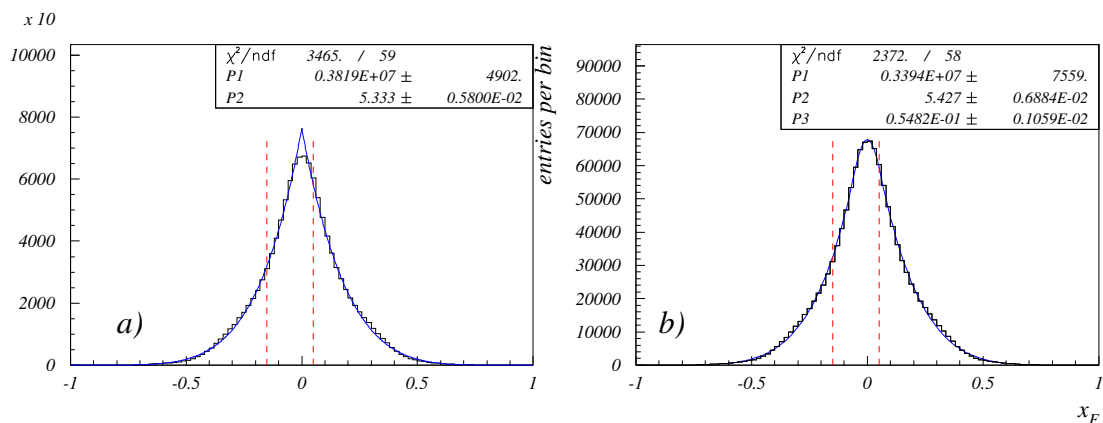 x 10
10000
8000
6000
4000
2000
0
-1 -0.5 0 0.5 1
χ²/ndf 3465. / 59
P1 0.3819E+07 ± 4902.
P2 5.333 ± 0.5800E-02
a)
entries per bin
90000
80000
70000
60000
50000
40000
30000
20000
10000
0
-1 -0.5 0 0.5 1
χ²/ndf 2372. / 58
P1 0.3394E+07 ± 7559.
P2 5.427 ± 0.6884E-02
P3 0.5482E-01 ± 0.1059E-02
b)
x_F